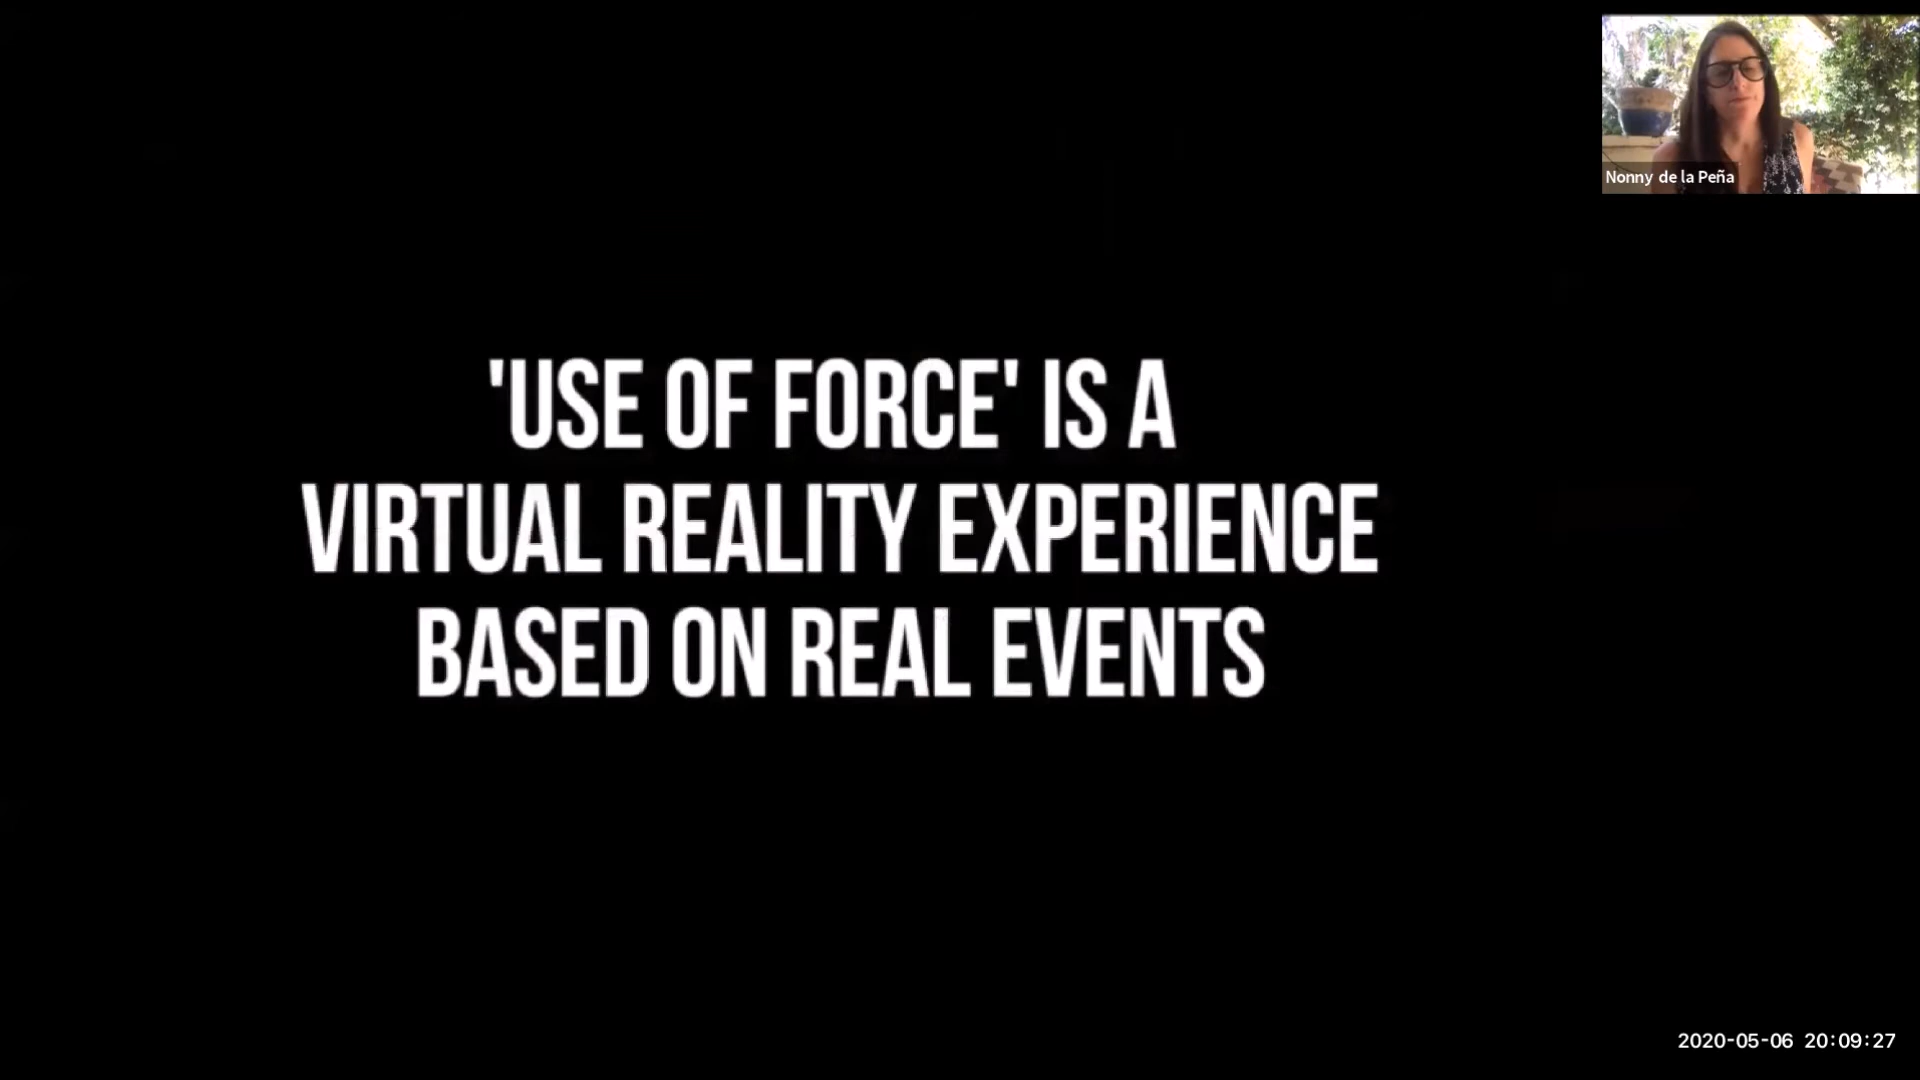 Nonny de la Peña
'USE OF FORCE' IS A
VIRTUAL REALITY EXPERIENCE
BASED ON REAL EVENTS
2020-05-06 20:09:27